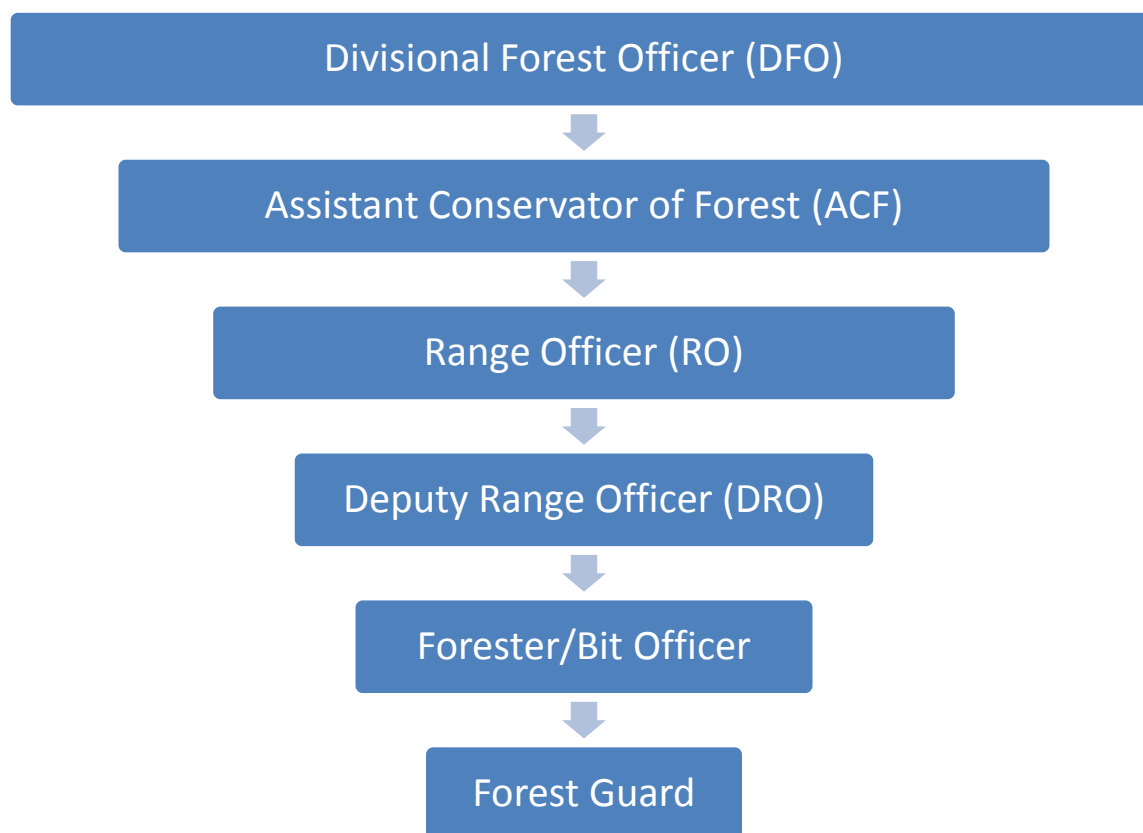 Divisional Forest Officer (DFO)
Assistant Conservator of Forest (ACF)
Range Officer (RO)
Deputy Range Officer (DRO)
Forester/Bit Officer
Forest Guard